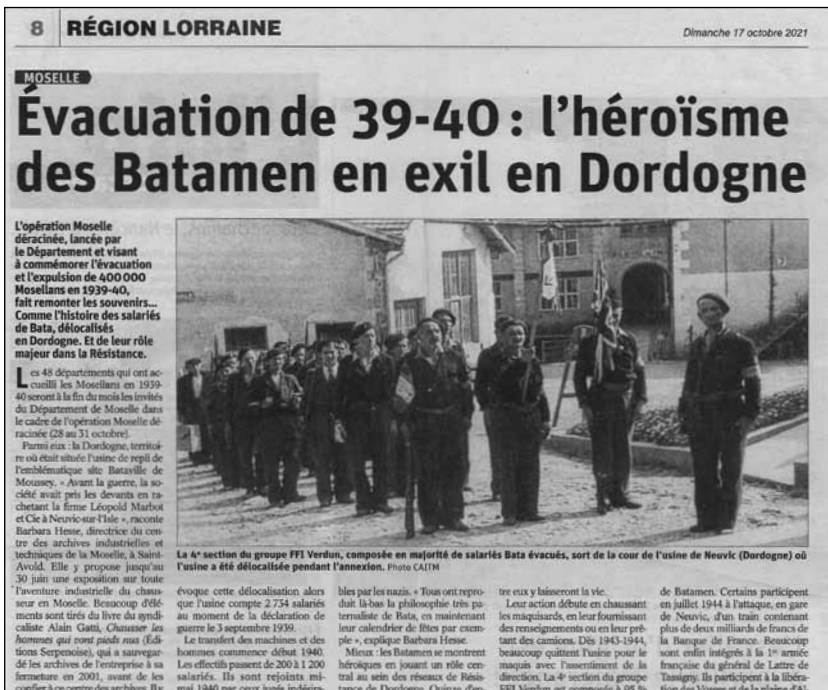 8 RÉGION LORRAINE
Dimanche 17 octobre 2021
MOSELLE
Évacuation de 39-40 : l'héroïsme
des Batamen en exil en Dordogne
L'opération Moselle
déracinée, lancée par
le Département et visant
à commémorer l'évacuation
et l'expulsion de 400 000
Mosellans en 1939-40,
fait remonter les souvenirs...
Comme l'histoire des salariés
de Bata, délocalisés
en Dordogne. Et de leur rôle
majeur dans la Résistance.
Les 48 départements qui ont ac-
cueilli les Mosellans en 1939-
40 seront à la fin du mois les invités
du Département de Moselle dans
le cadre de l'opération Moselle dé-
racinée (28 au 31 octobre).
Parmi eux : la Dordogne, territoi-
re où était située l'usine de repli de
l'emblématique site Bataville de
Moussey. « Avant la guerre, la so-
ciété avait pris les devants en ra-
chetant la firme Léopold Marbot
et Cie à Neuvic-sur-l'Isle », raconte
Barbara Hesse, directrice du cen-
tre des archives industrielles et
techniques de la Moselle, à Saint-
Avold. Elle y propose jusqu'au
30 juin une exposition sur toute
l'aventure industrielle du chaus-
seur en Moselle. Beaucoup d'élé-
ments sont tirés du livre du syndi-
caliste Alain Gatti, Chausser les
hommes qui vont pieds nus (Edi-
tions Serpenoise), qui a sauvegar-
dé les archives de l'entreprise à sa
fermeture en 2001, avant de les
confier à ce centre des archives. Il y
La 4e section du groupe FFI Verdun, composée en majorité de salariés Bata évacués, sort de la cour de l'usine de Neuvic (Dordogne) où
l'usine a été délocalisée pendant l'annexion. Photo CAITM
évoque cette délocalisation alors
que l'usine compte 2 734 salariés
au moment de la déclaration de
guerre le 3 septembre 1939.
Le transfert des machines et des
hommes commence début 1940.
Les effectifs passent de 200 à 1 200
salariés. Ils sont rejoints mi-
mai 1940 par ceux jugés indésira-
bles par les nazis. « Tous ont repro-
duit là-bas la philosophie très pa-
ternaliste de Bata, en maintenant
leur calendrier de fêtes par exem-
ple », explique Barbara Hesse.
Mieux : les Batamen se montrent
héroïques en jouant un rôle cen-
tral au sein des réseaux de Résis-
tance de Dordogne. Quinze d'en-
tre eux y laisseront la vie.
Leur action débute en chaussant
les maquisards, en leur fournissant
des renseignements ou en leur prê-
tant des camions. Dès 1943-1944,
beaucoup quittent l'usine pour le
maquis avec l'assentiment de la
direction. La 4e section du groupe
FFI Verdun est composée à 95 %
de Batamen. Certains participent
en juillet 1944 à l'attaque, en gare
de Neuvic, d'un train contenant
plus de deux milliards de francs de
la Banque de France. Beaucoup
sont enfin intégrés à la 1re armée
française du général de Lattre de
Tassigny. Ils participent à la libéra-